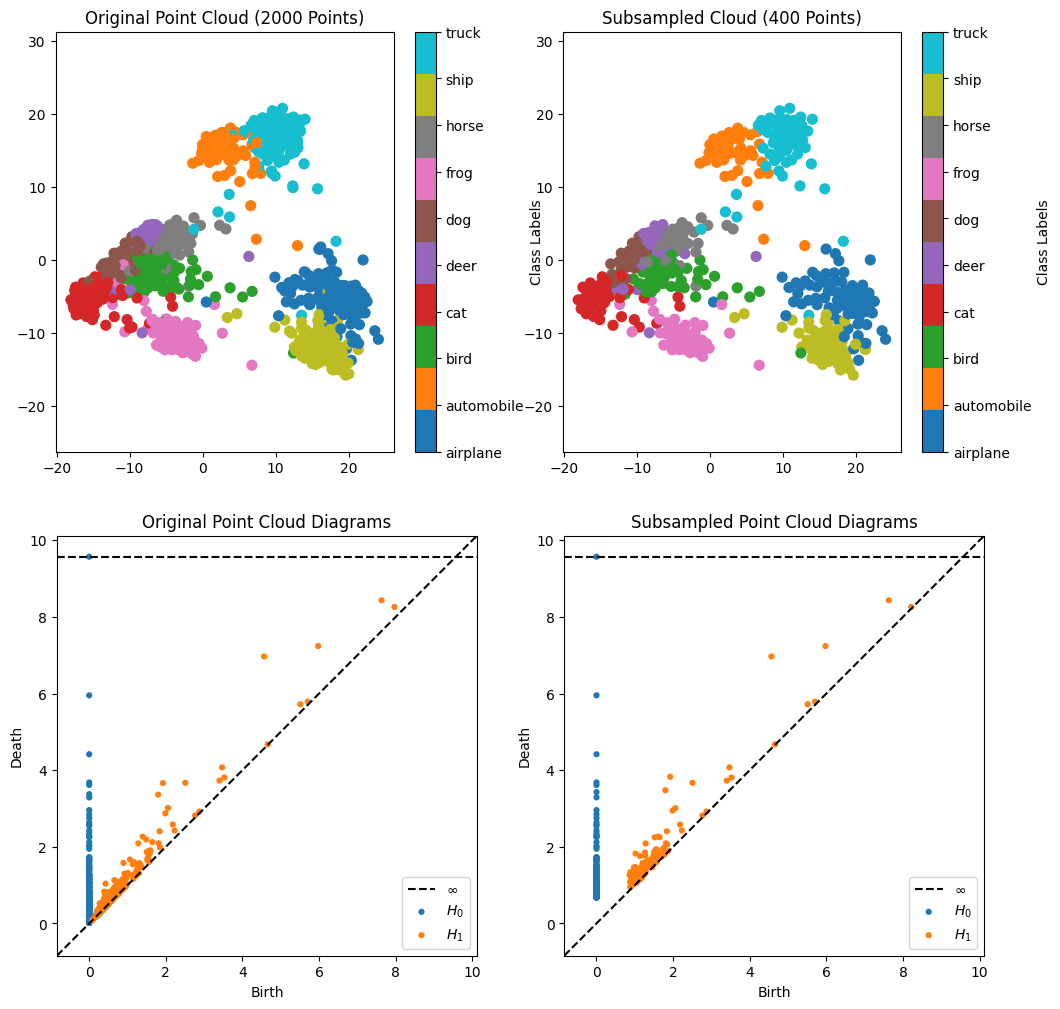 Original Point Cloud (2000 Points)
30
20
10
0
−10
−20
−20
−10
0
10
20
truck
ship
horse
frog
dog
deer
cat
bird
automobile
airplane
Class Labels
Subsampled Cloud (400 Points)
30
20
10
0
−10
−20
−20
−10
0
10
20
truck
ship
horse
frog
dog
deer
cat
bird
automobile
airplane
Class Labels
Original Point Cloud Diagrams
Death
10
8
6
4
2
0
0
2
4
6
8
10
Birth
∞
H₀
H₁
Subsampled Point Cloud Diagrams
Death
10
8
6
4
2
0
0
2
4
6
8
10
Birth
∞
H₀
H₁